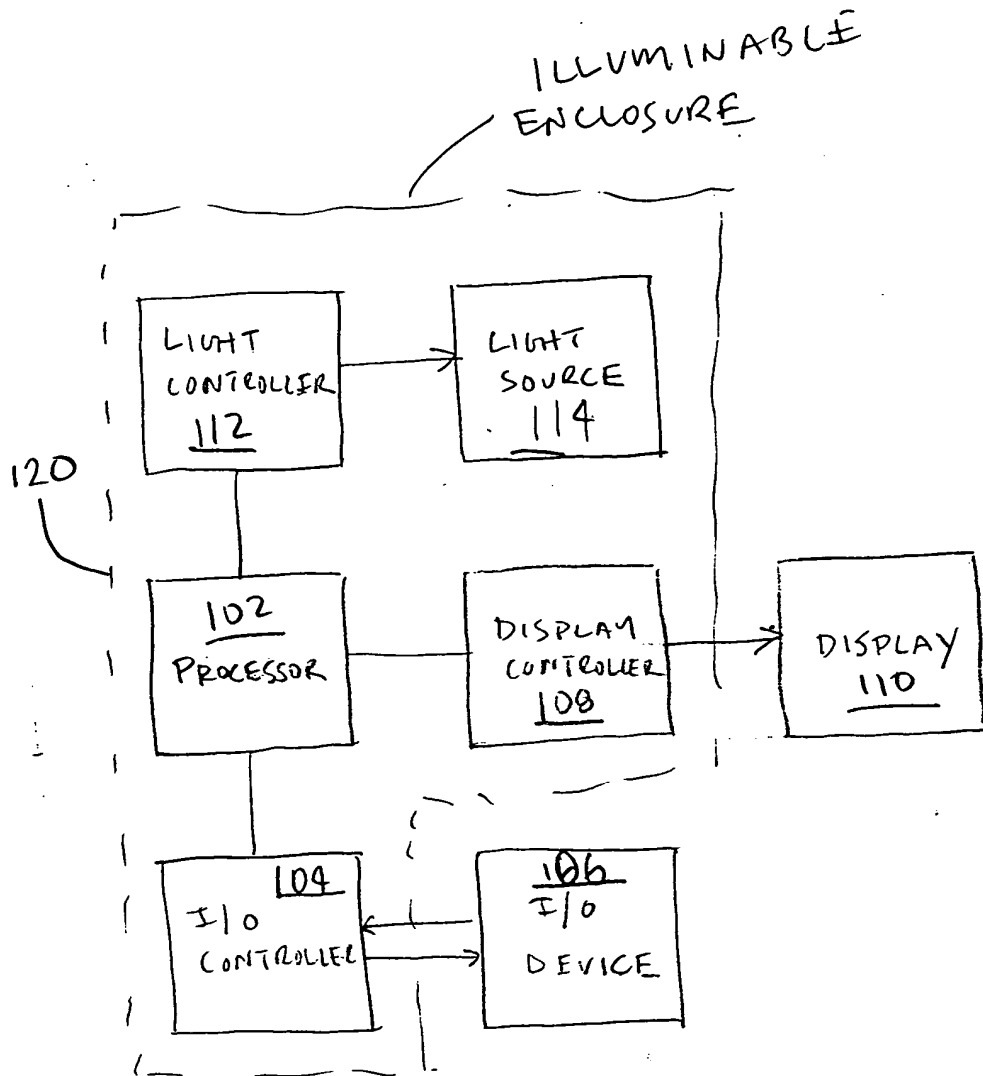 ILLUMINABLE
ENCLOSURE
LIGHT
CONTROLLER
112
LIGHT
SOURCE
114
120
102
PROCESSOR
DISPLAY
CONTROLLER
108
DISPLAY
110
104
I/O
CONTROLLER
106
I/O
DEVICE